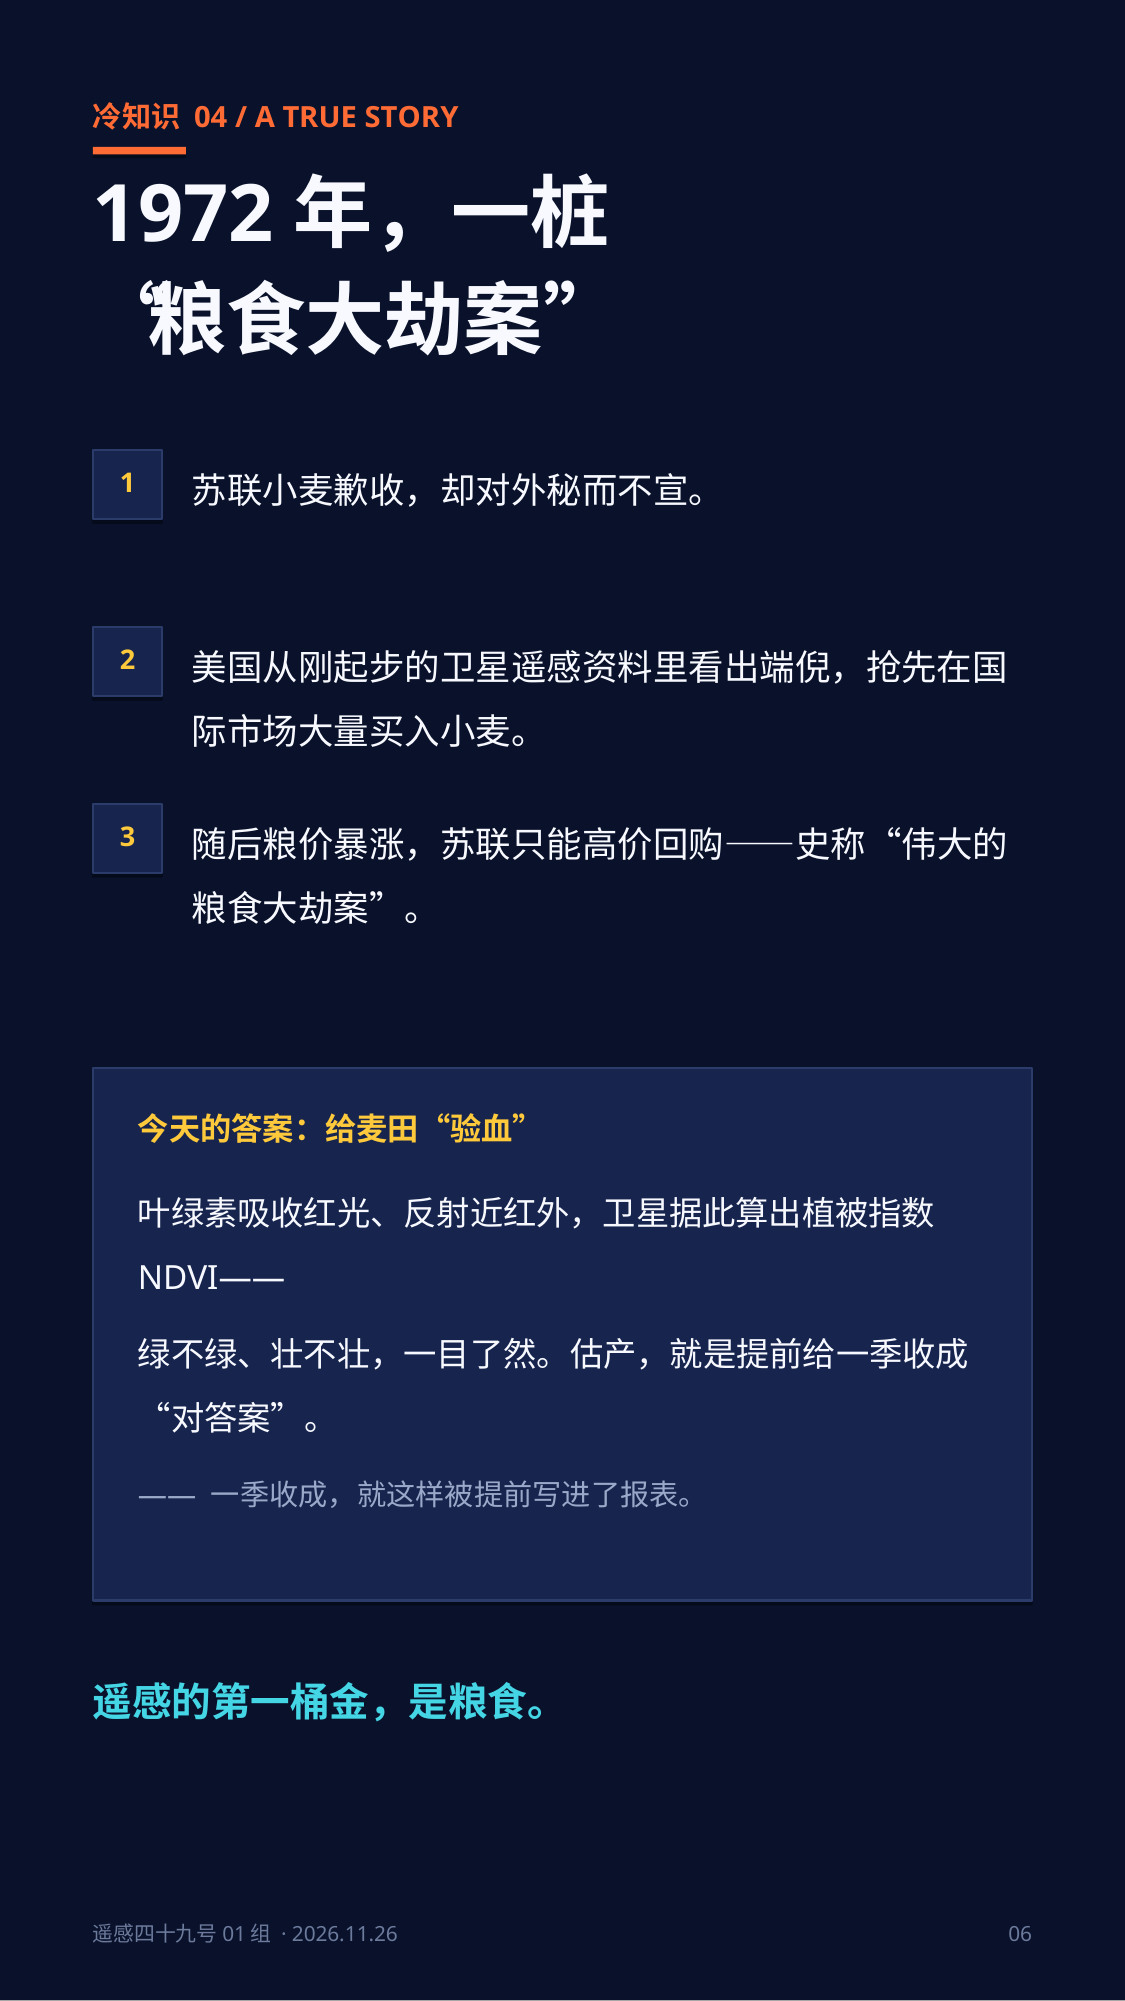 冷知识 04 / A TRUE STORY
1972 年，一桩
“粮食大劫案”
1
苏联小麦歉收，却对外秘而不宣。
2
美国从刚起步的卫星遥感资料里看出端倪，抢先在国
际市场大量买入小麦。
3
随后粮价暴涨，苏联只能高价回购——史称“伟大的
粮食大劫案”。
今天的答案：给麦田“验血”
叶绿素吸收红光、反射近红外，卫星据此算出植被指数
NDVI——
绿不绿、壮不壮，一目了然。估产，就是提前给一季收成
“对答案”。
—— 一季收成，就这样被提前写进了报表。
遥感的第一桶金，是粮食。
遥感四十九号 01 组 · 2026.11.26
06